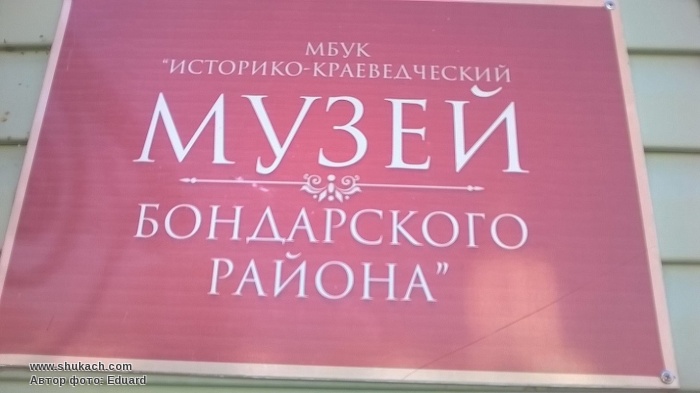 МБУК
"ИСТОРИКО-КРАЕВЕДЧЕСКИЙ
МУЗЕЙ
БОНДАРСКОГО
РАЙОНА"
www.shukach.com
Автор фото: Eduard